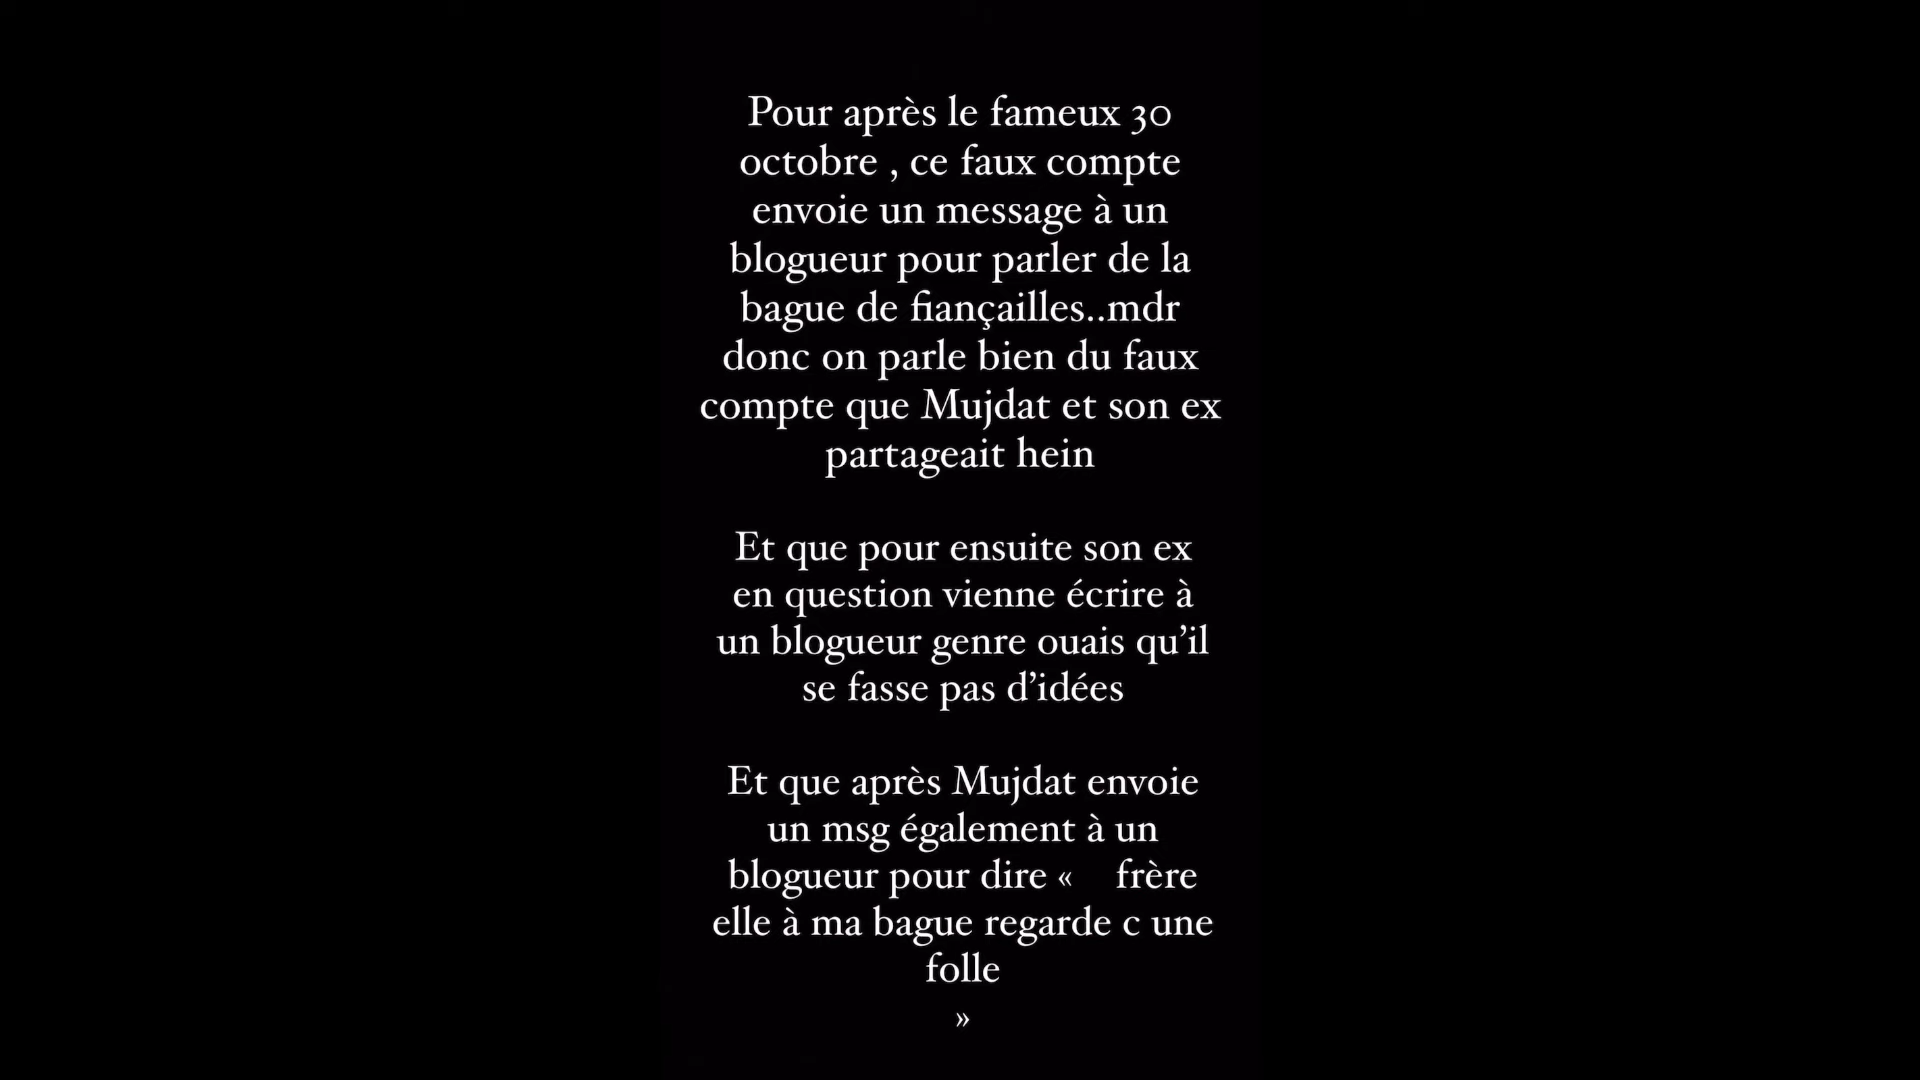 Pour après le fameux 30
octobre , ce faux compte
envoie un message à un
blogueur pour parler de la
bague de fiançailles..mdr
donc on parle bien du faux
compte que Mujdat et son ex
partageait hein
Et que pour ensuite son ex
en question vienne écrire à
un blogueur genre ouais qu’il
se fasse pas d’idées
Et que après Mujdat envoie
un msg également à un
blogueur pour dire « frère
elle à ma bague regarde c une
folle
»